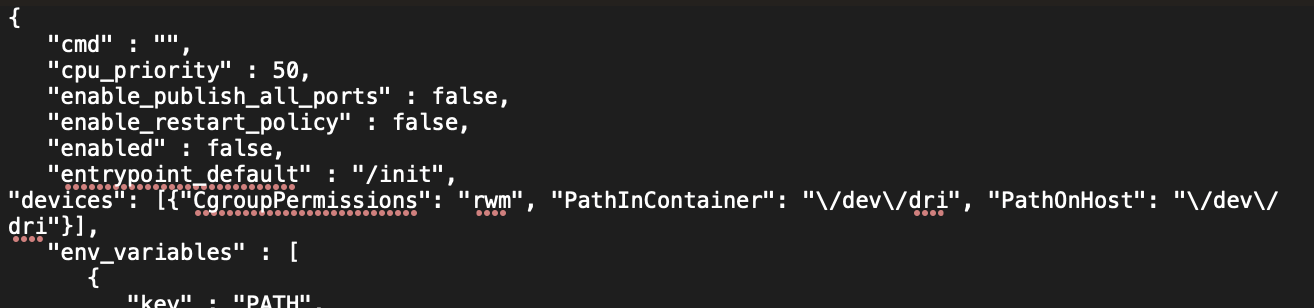 {
"cmd" : "",
"cpu_priority" : 50,
"enable_publish_all_ports" : false,
"enable_restart_policy" : false,
"enabled" : false,
"entrypoint_default" : "/init",
"devices": [{"CgroupPermissions": "rwm", "PathInContainer": "\/dev\/dri", "PathOnHost": "\/dev\/
dri"}],
"env_variables" : [
{
"key" : "PATH",